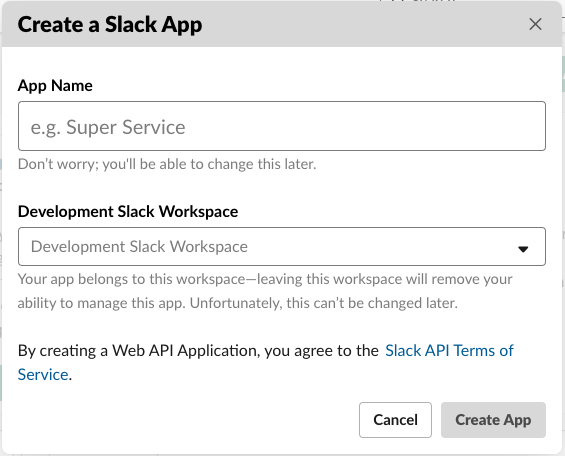 Create a Slack App
App Name
e.g. Super Service
Don’t worry; you'll be able to change this later.
Development Slack Workspace
Development Slack Workspace
Your app belongs to this workspace—leaving this workspace will remove your
ability to manage this app. Unfortunately, this can’t be changed later.
By creating a Web API Application, you agree to the Slack API Terms of
Service.
Cancel
Create App